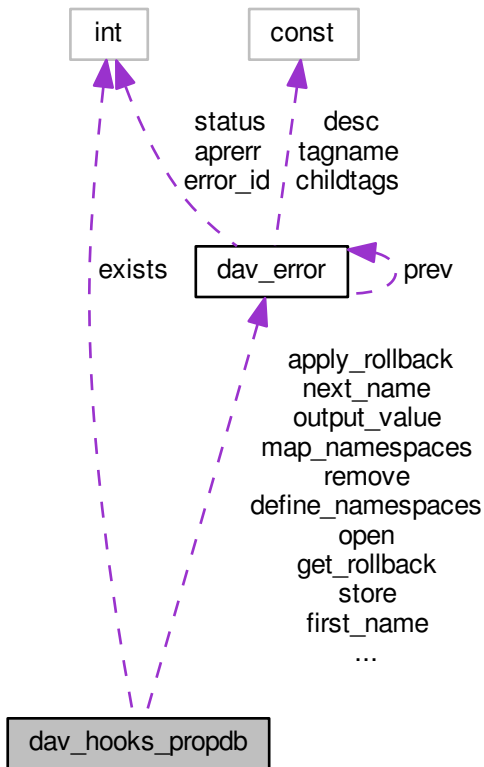 int
const
status
aprerr
error_id
desc
tagname
childtags
exists
dav_error
prev
apply_rollback
next_name
output_value
map_namespaces
remove
define_namespaces
open
get_rollback
store
first_name
...
dav_hooks_propdb